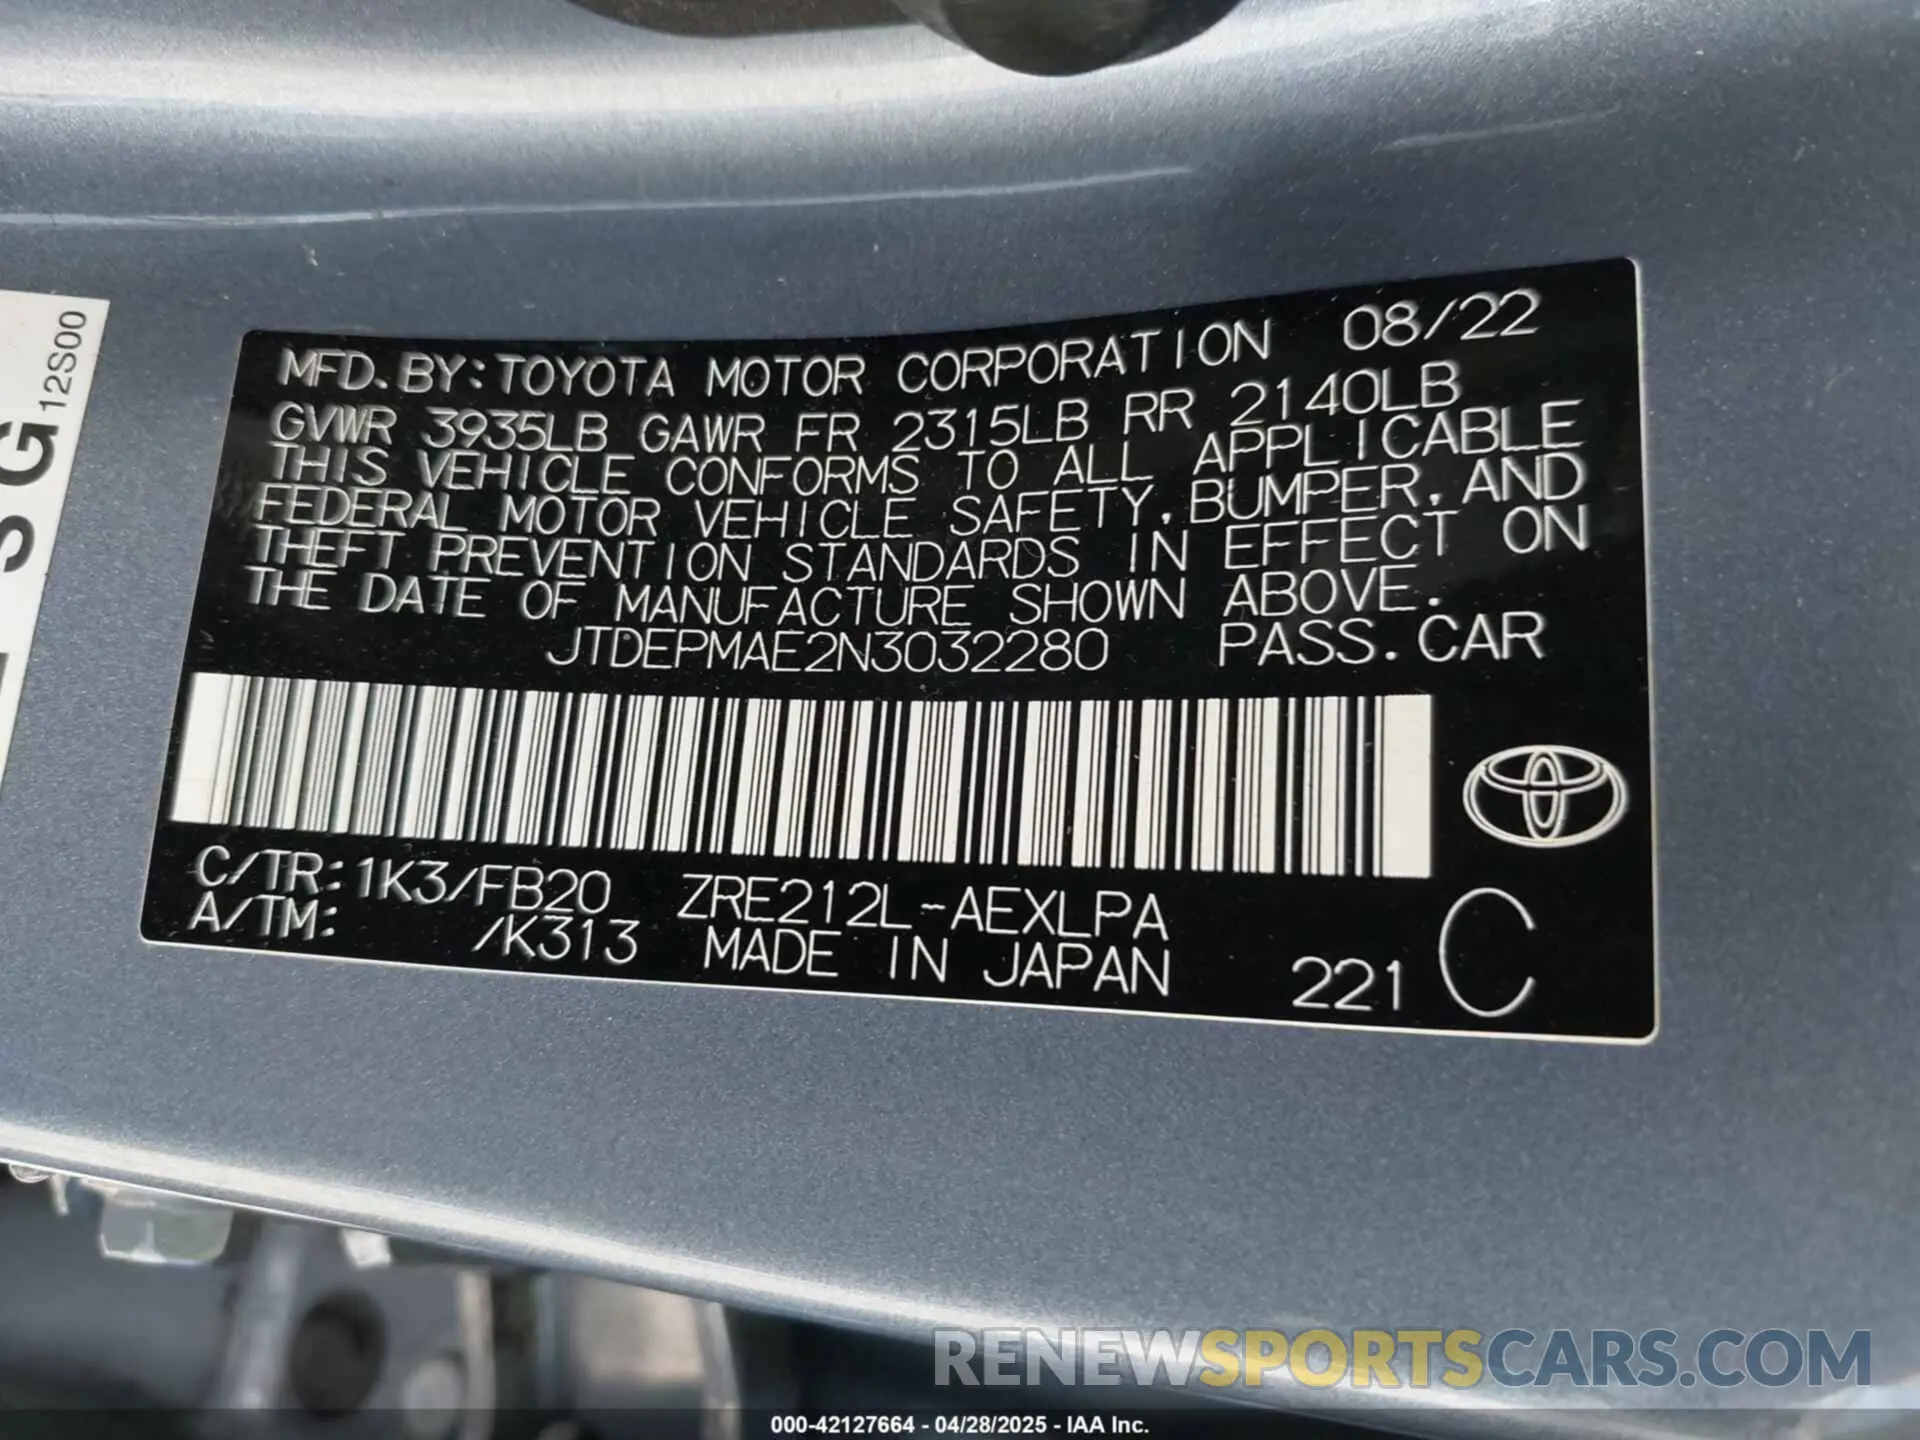 MFD. BY: TOYOTA MOTOR CORPORATION 08/22
GVWR 3935LB GAWR FR 2315LB RR 2140LB
THIS VEHICLE CONFORMS TO ALL APPLICABLE
FEDERAL MOTOR VEHICLE SAFETY, BUMPER, AND
THEFT PREVENTION STANDARDS IN EFFECT ON
THE DATE OF MANUFACTURE SHOWN ABOVE.
JTDEPMAE2N3032280 PASS. CAR
C/TR: 1K3/FB20 ZRE212L-AEXLPA
A/TM: /K313 MADE IN JAPAN 221 C
SG
12S00
RENEWSPORTSCARS.COM
000-42127664 - 04/28/2025 - IAA Inc.